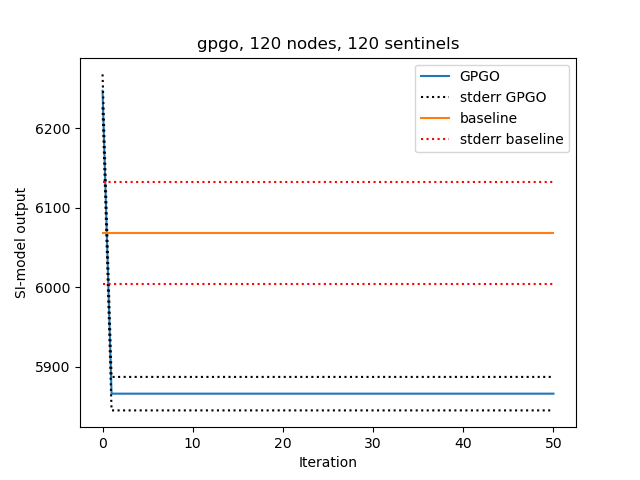 gpgo, 120 nodes, 120 sentinels
GPGO
stderr GPGO
baseline
stderr baseline
SI-model output
6200
6100
6000
5900
0 10 20 30 40 50
Iteration